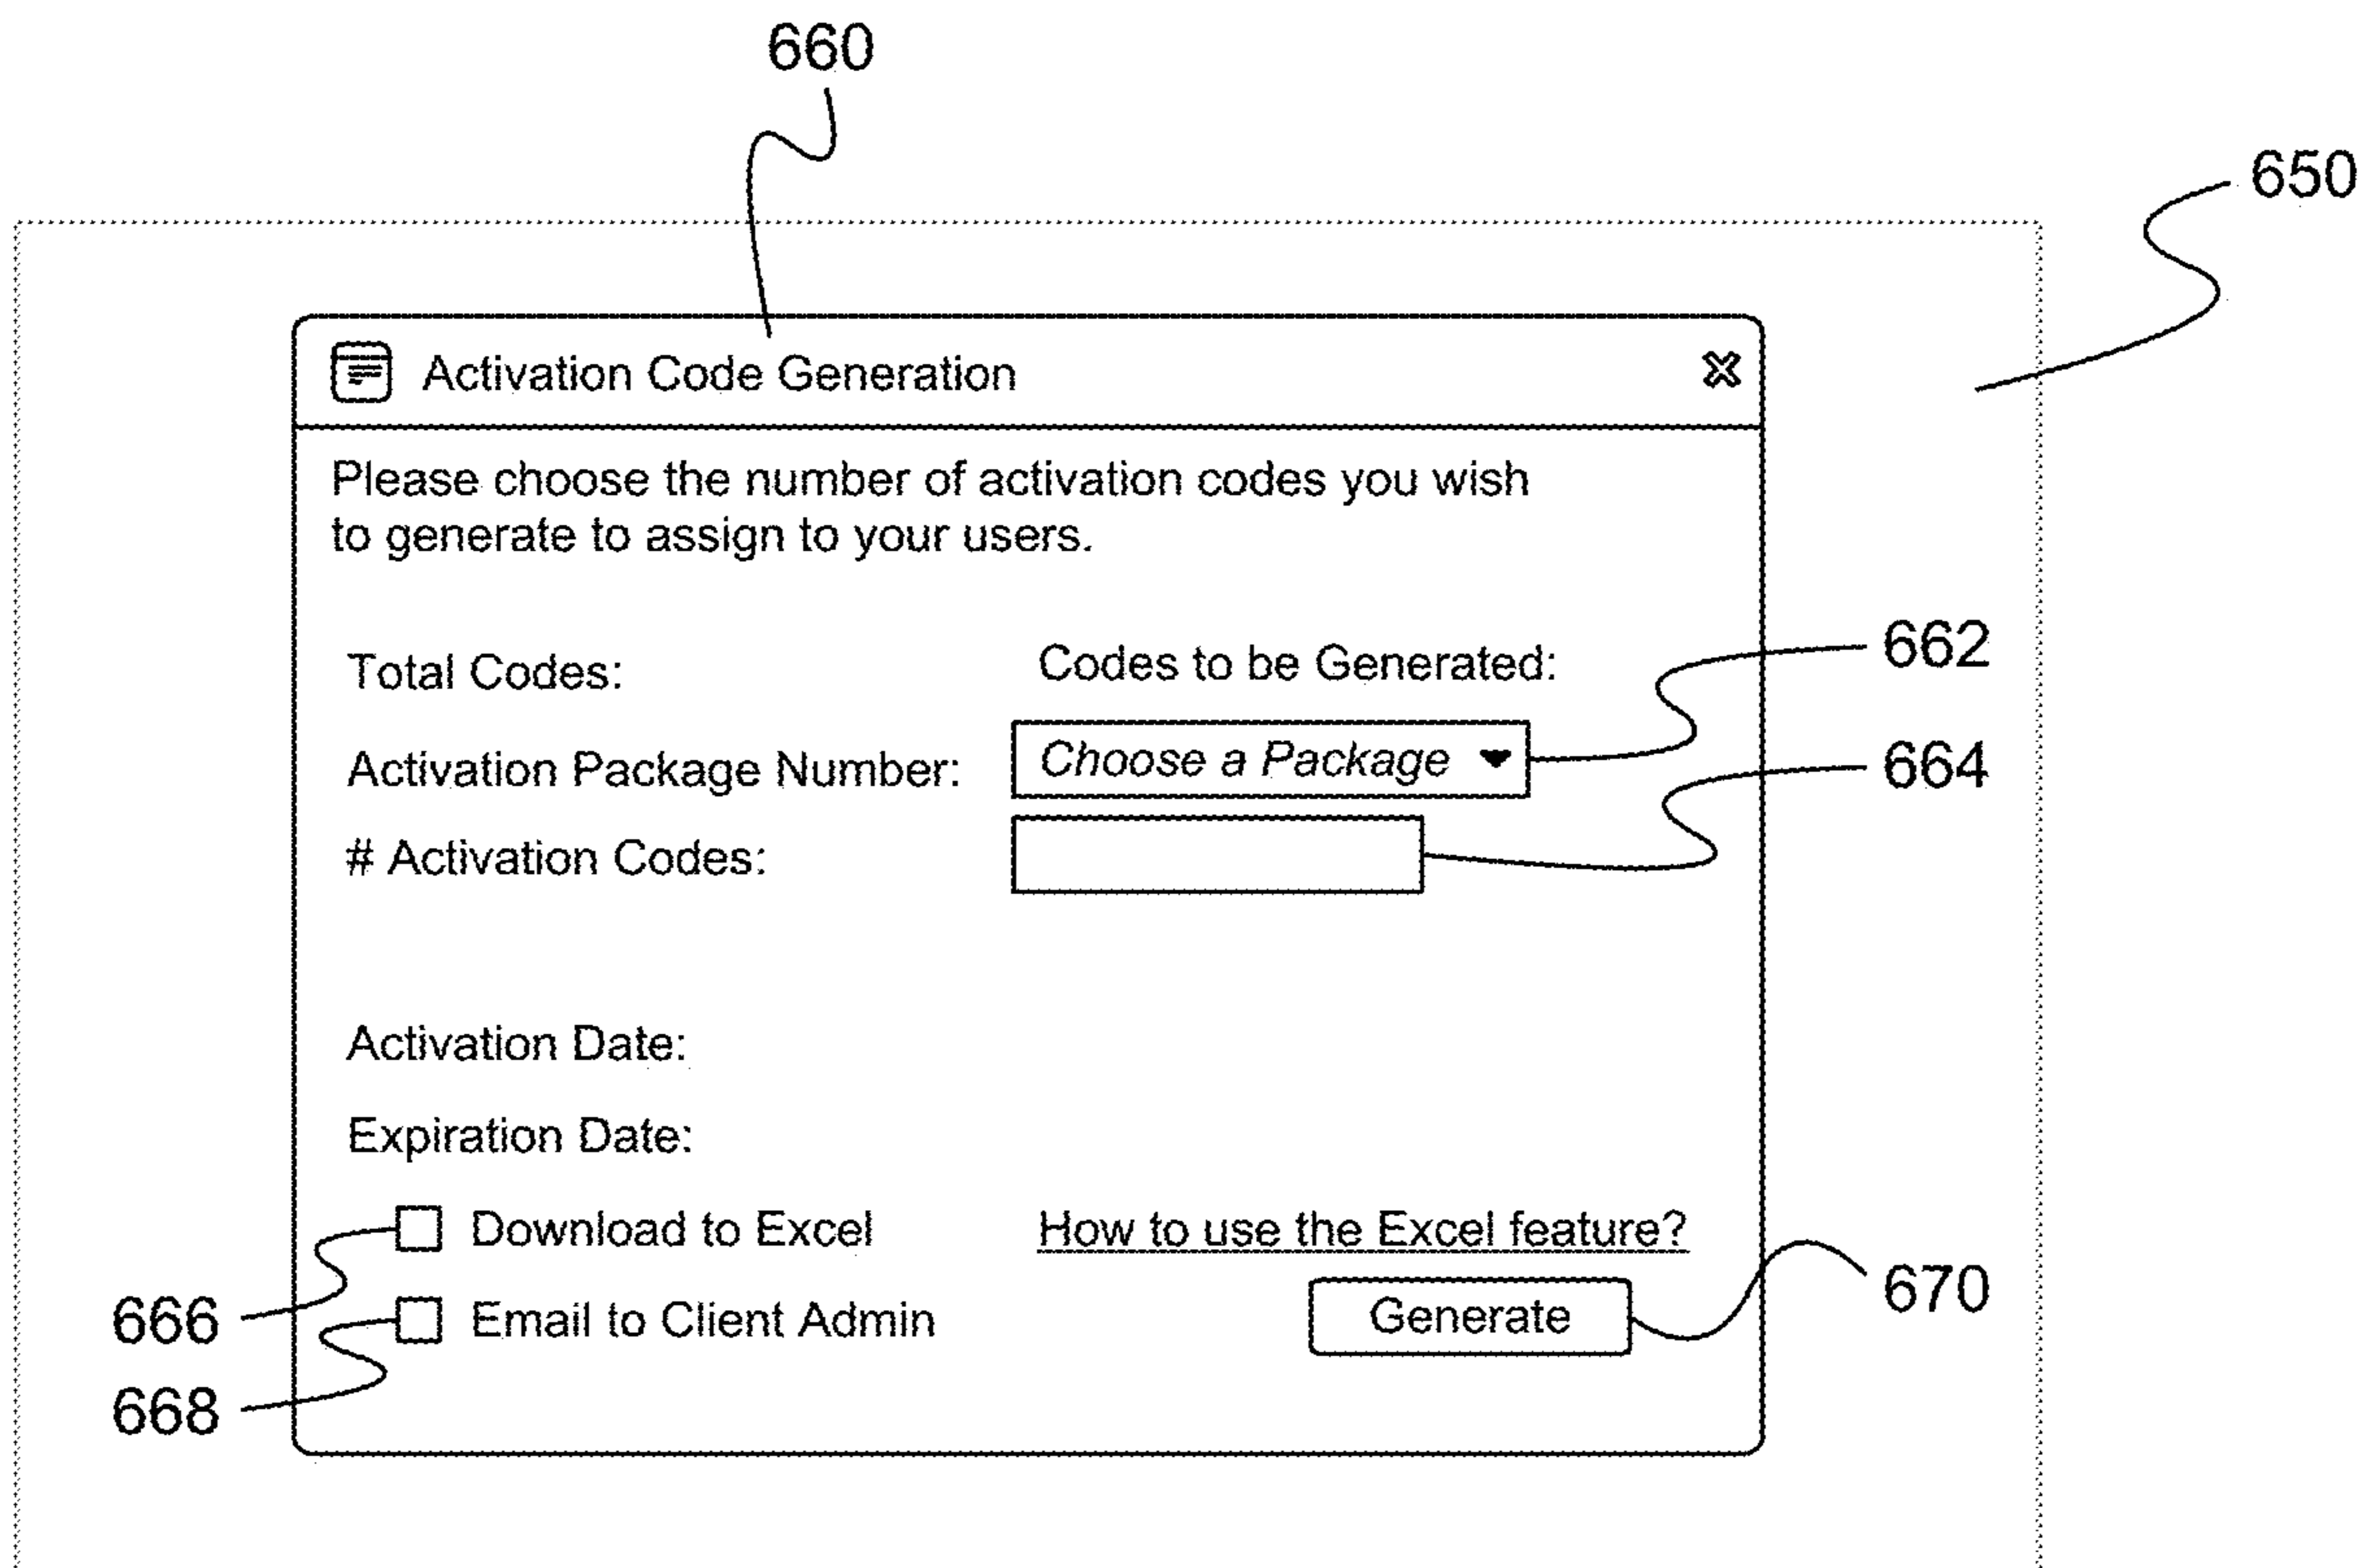 660
650
Activation Code Generation
Please choose the number of activation codes you wish
to generate to assign to your users.
Total Codes:
Codes to be Generated:
662
Activation Package Number:
Choose a Package
664
# Activation Codes:
Activation Date:
Expiration Date:
Download to Excel
How to use the Excel feature?
666
Email to Client Admin
Generate
670
668